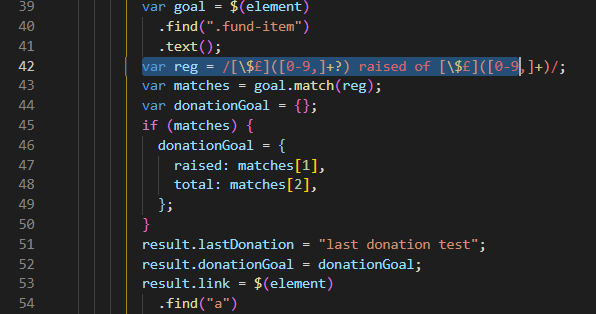 39 var goal = $(element)
40 .find(".fund-item")
41 .text();
42 var reg = /[\$£]([0-9,]+?) raised of [\$£]([0-9,]+)/;
43 var matches = goal.match(reg);
44 var donationGoal = {};
45 if (matches) {
46 donationGoal = {
47 raised: matches[1],
48 total: matches[2],
49 };
50 }
51 result.lastDonation = "last donation test";
52 result.donationGoal = donationGoal;
53 result.link = $(element)
54 .find("a")